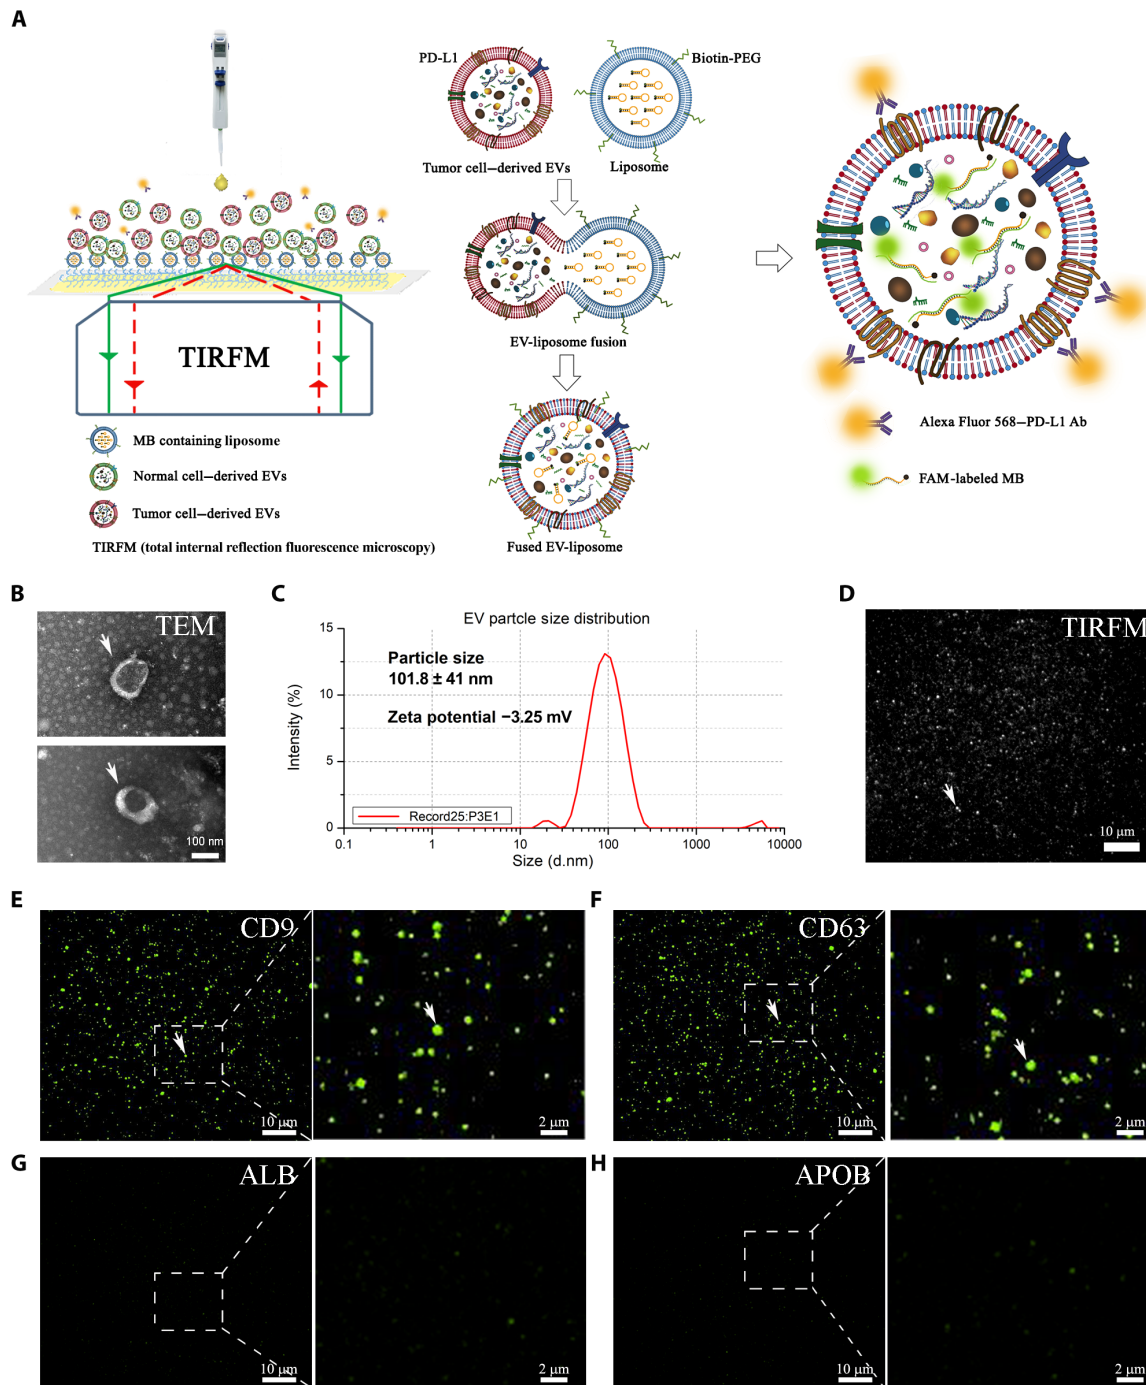 A
PD-L1
Biotin-PEG
Tumor cell–derived EVs
Liposome
EV-liposome fusion
Fused EV-liposome
TIRFM
MB containing liposome
Normal cell–derived EVs
Tumor cell–derived EVs
TIRFM (total internal reflection fluorescence microscopy)
Alexa Fluor 568–PD-L1 Ab
FAM-labeled MB
B
TEM
100 nm
C
EV partcle size distribution
Particle size
101.8 ± 41 nm
Zeta potential −3.25 mV
Intensity (%)
15
10
5
0
Record25:P3E1
0.1 1 10 100 1000 10000
Size (d.nm)
D
TIRFM
10 µm
E
CD9
10 µm
2 µm
F
CD63
10 µm
2 µm
G
ALB
10 µm
2 µm
H
APOB
10 µm
2 µm